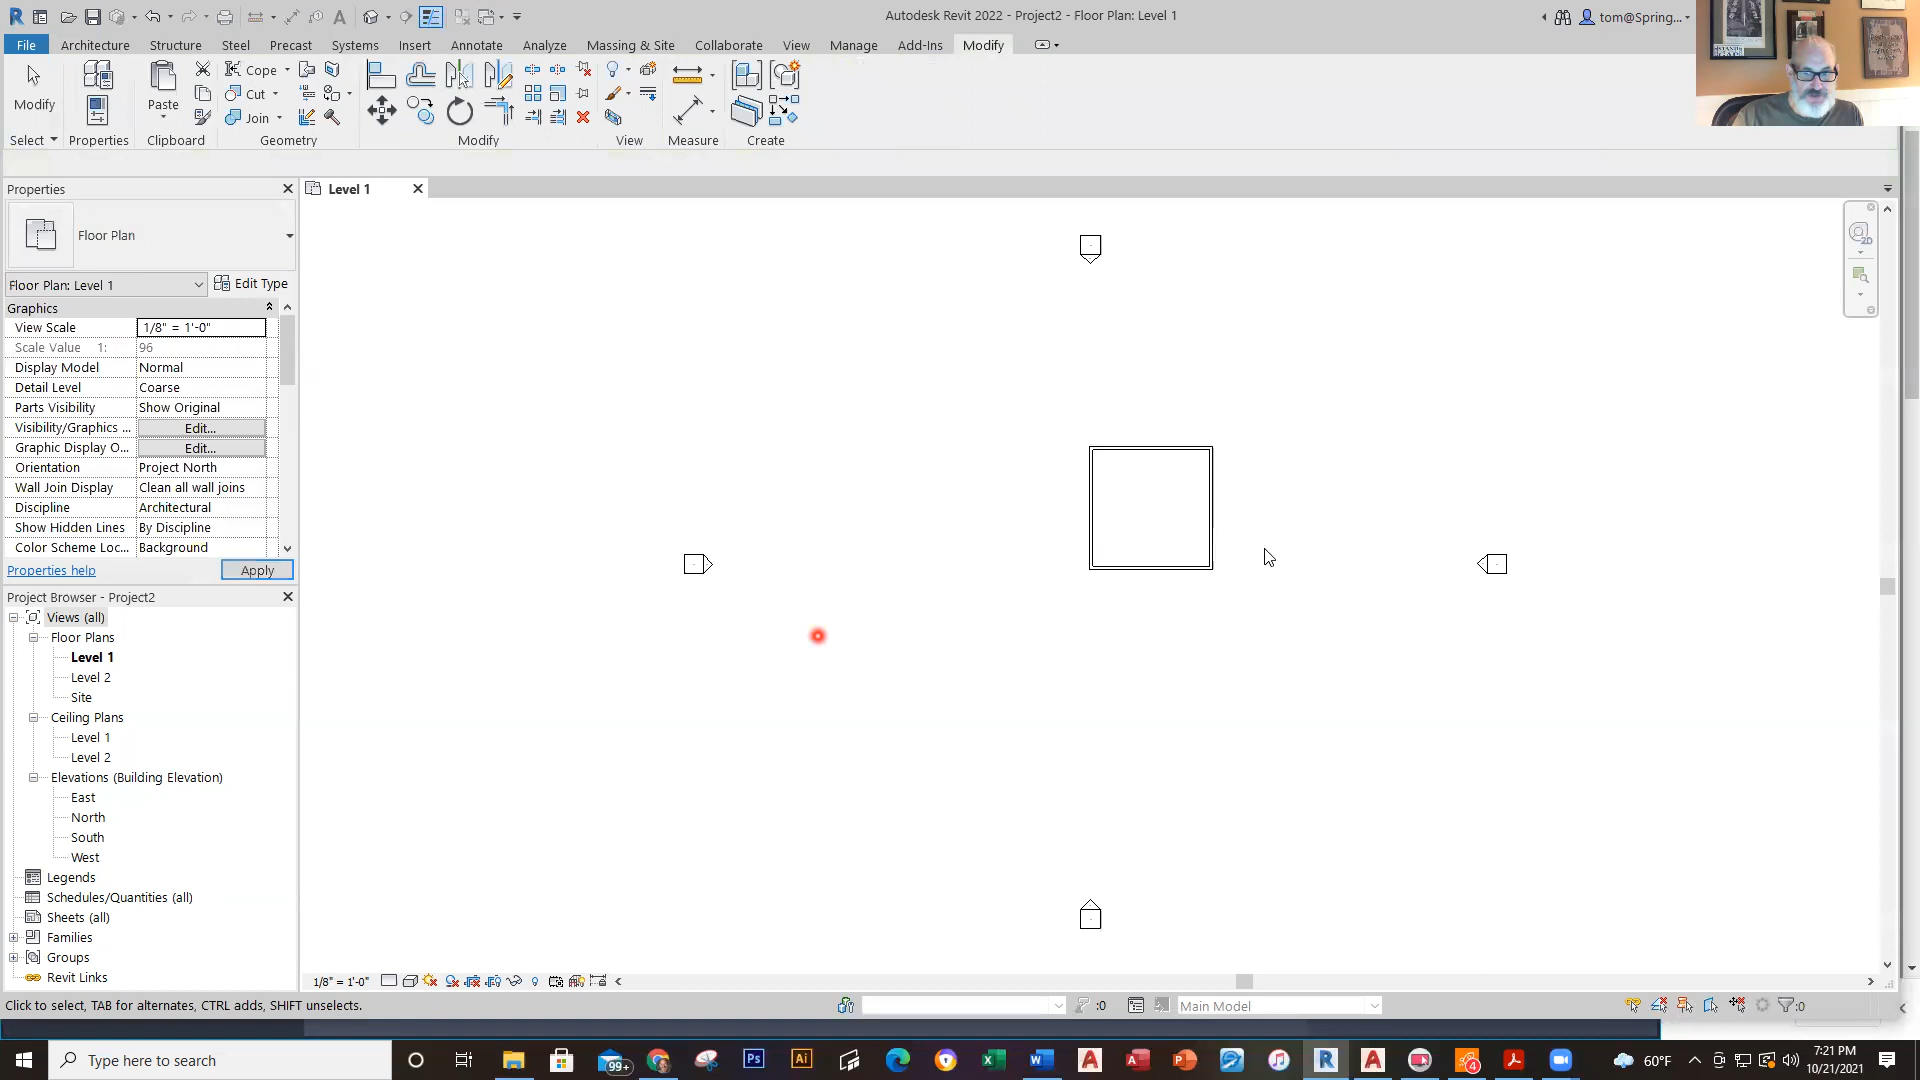 Autodesk Revit 2022 - Project2 - Floor Plan: Level 1
tom@Spring...
File Architecture Structure Steel Precast Systems Insert Annotate Analyze Massing & Site Collaborate View Manage Add-Ins Modify
Modify
Select
Properties
Paste
Clipboard
Cope
Cut
Join
Geometry
Modify
View
Measure
Create
Properties
Floor Plan
Floor Plan: Level 1
Edit Type
Graphics
View Scale 1/8" = 1'-0"
Scale Value 1: 96
Display Model Normal
Detail Level Coarse
Parts Visibility Show Original
Visibility/Graphics ... Edit...
Graphic Display O... Edit...
Orientation Project North
Wall Join Display Clean all wall joins
Discipline Architectural
Show Hidden Lines By Discipline
Color Scheme Loc... Background
Properties help Apply
Project Browser - Project2
Views (all)
Floor Plans
Level 1
Level 2
Site
Ceiling Plans
Level 1
Level 2
Elevations (Building Elevation)
East
North
South
West
Legends
Schedules/Quantities (all)
Sheets (all)
Families
Groups
Revit Links
Level 1
2D
1/8" = 1'-0"
Click to select, TAB for alternates, CTRL adds, SHIFT unselects.
:0
Main Model
:0
Type here to search
99+
Ps
Ai
4
60°F
7:21 PM
10/21/2021